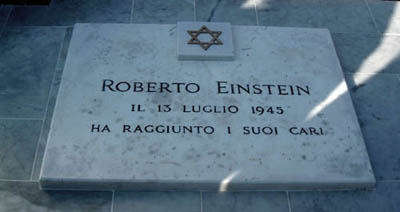 ROBERTO EINSTEIN
IL 13 LUGLIO 1945
HA RAGGIUNTO I SUOI CARI